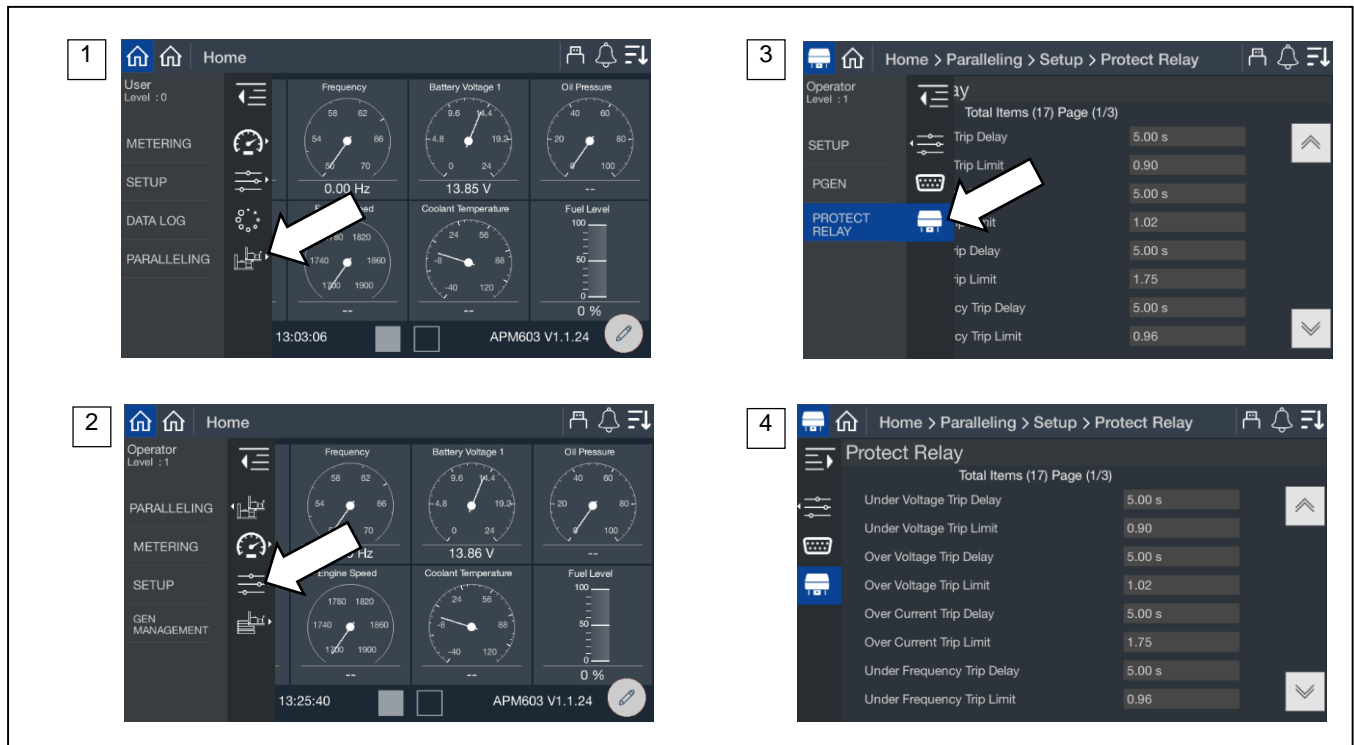 1
Home
User
Level : 0
METERING
SETUP
DATA LOG
PARALLELING
Frequency
58 62
54 66
50 70
0.00 Hz
Battery Voltage 1
9.6 14.4
4.8 19.2
0 24
13.85 V
Oil Pressure
40 60
20 80
100
--
1780 1820
1740 1860
1700 1900
--
Coolant Temperature
24 56
-8 88
-40 120
--
Fuel Level
100
50
0
0 %
13:03:06
APM603 V1.1.24
2
Home
Operator
Level : 1
PARALLELING
METERING
SETUP
GEN
MANAGEMENT
Frequency
58 62
54 66
70
Hz
Battery Voltage 1
9.6 14.4
4.8 19.2
0 24
13.86 V
Oil Pressure
40 60
20 80
100
--
Engine Speed
1780 1820
1740 1860
1700 1900
--
Coolant Temperature
24 56
-8 88
-40 120
--
Fuel Level
100
50
0
0 %
13:25:40
APM603 V1.1.24
3
Home > Paralleling > Setup > Protect Relay
Operator
Level : 1
SETUP
PGEN
PROTECT
RELAY
ay
Total Items (17) Page (1/3)
Trip Delay 5.00 s
Trip Limit 0.90
5.00 s
1.02
rip Delay 5.00 s
rip Limit 1.75
cy Trip Delay 5.00 s
cy Trip Limit 0.96
4
Home > Paralleling > Setup > Protect Relay
Protect Relay
Total Items (17) Page (1/3)
Under Voltage Trip Delay 5.00 s
Under Voltage Trip Limit 0.90
Over Voltage Trip Delay 5.00 s
Over Voltage Trip Limit 1.02
Over Current Trip Delay 5.00 s
Over Current Trip Limit 1.75
Under Frequency Trip Delay 5.00 s
Under Frequency Trip Limit 0.96